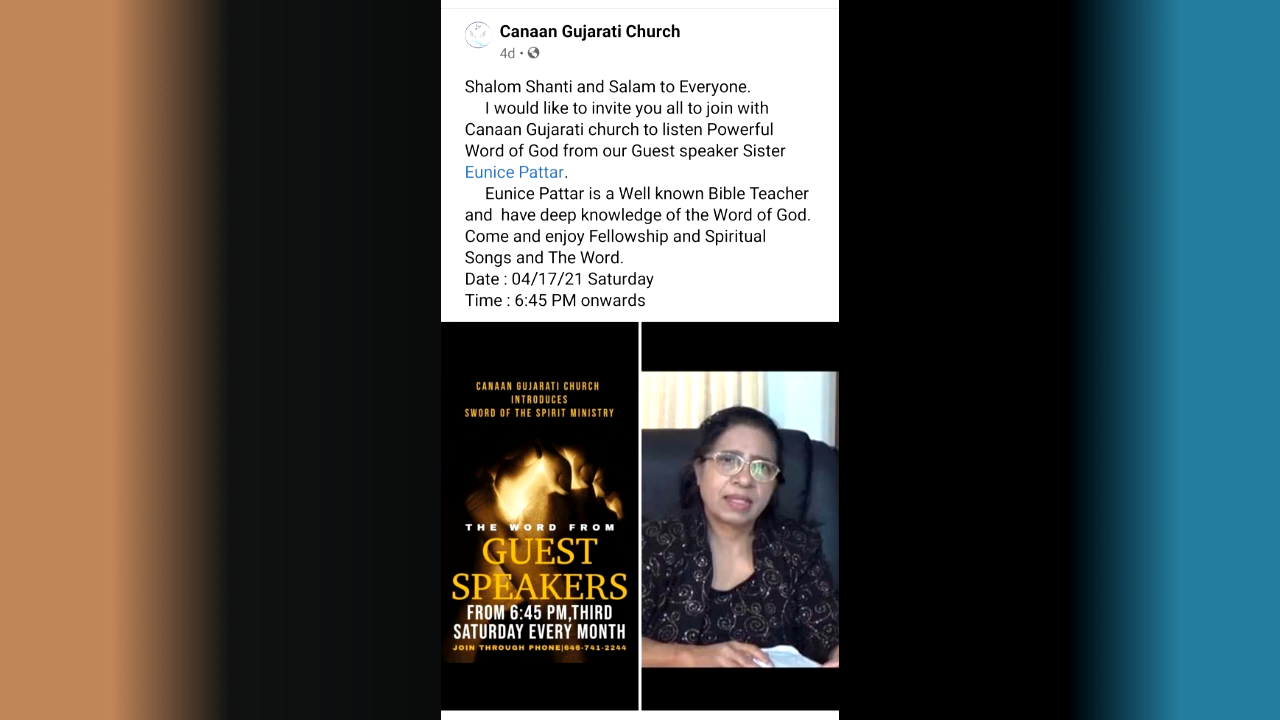 Canaan Gujarati Church
4d •
Shalom Shanti and Salam to Everyone.
I would like to invite you all to join with
Canaan Gujarati church to listen Powerful
Word of God from our Guest speaker Sister
Eunice Pattar.
Eunice Pattar is a Well known Bible Teacher
and have deep knowledge of the Word of God.
Come and enjoy Fellowship and Spiritual
Songs and The Word.
Date : 04/17/21 Saturday
Time : 6:45 PM onwards
CANAAN GUJARATI CHURCH
INTRODUCES
SWORD OF THE SPIRIT MINISTRY
THE WORD FROM
GUEST
SPEAKERS
FROM 6:45 PM,THIRD
SATURDAY EVERY MONTH
JOIN THROUGH PHONE|646-741-2244